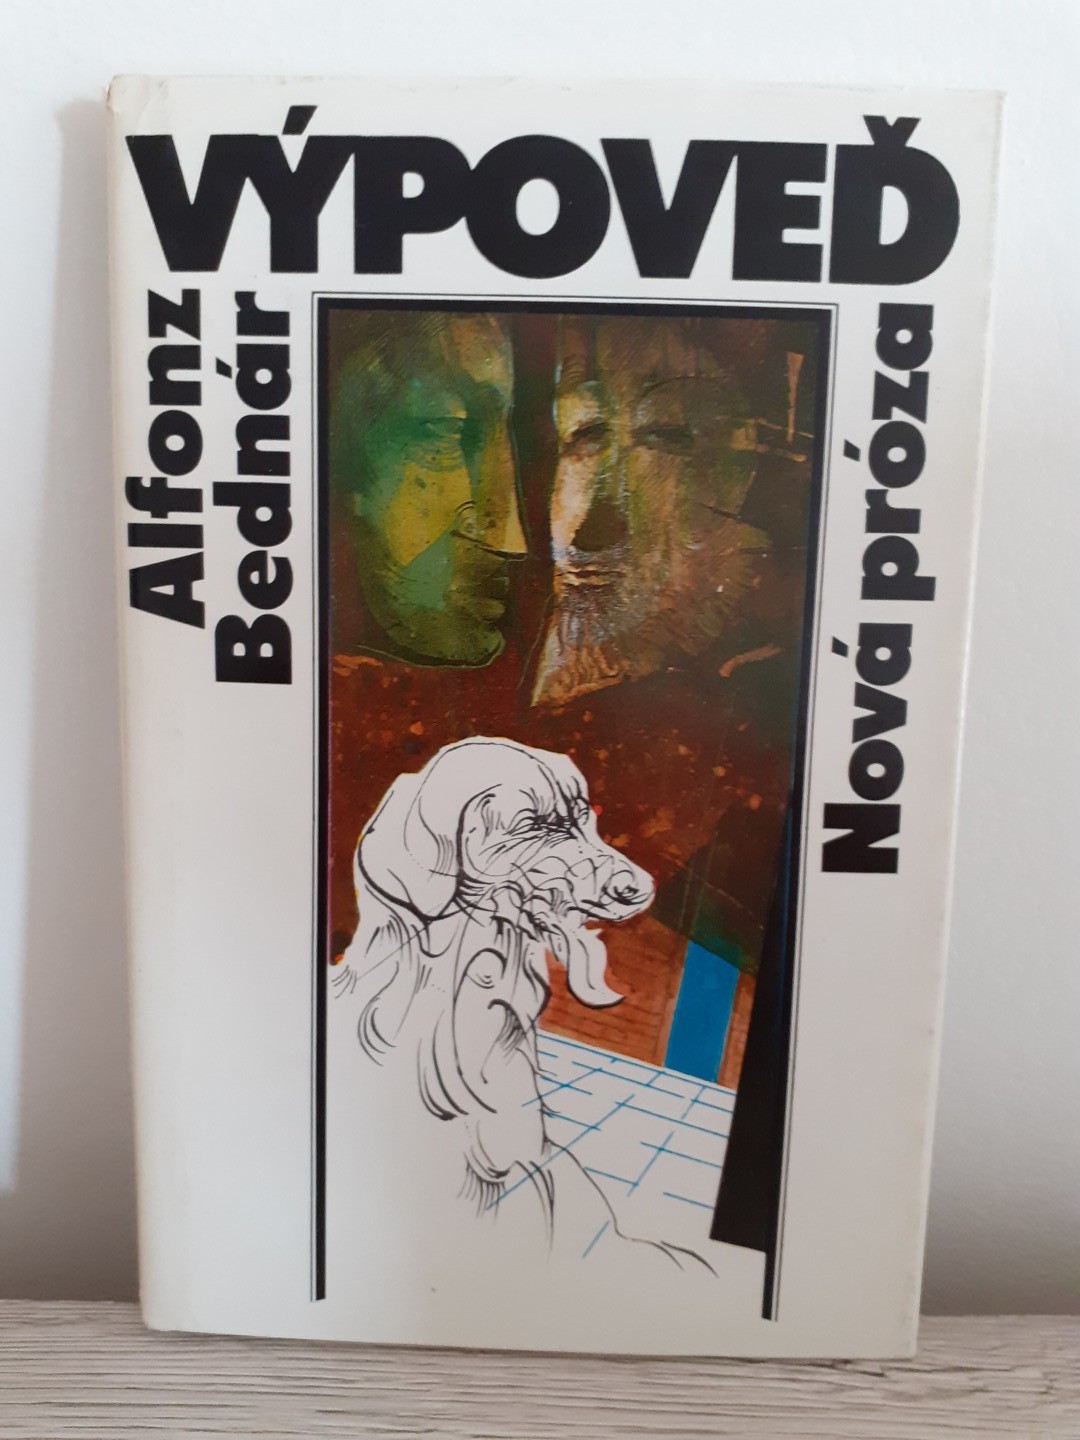 VÝPOVEĎ
Alfonz
Bednár
Nová próza